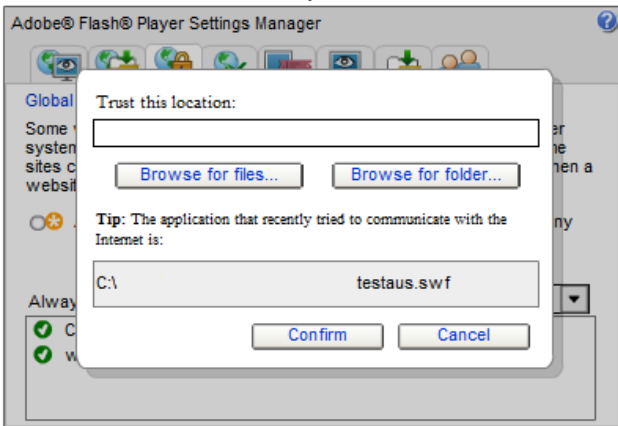 Adobe® Flash® Player Settings Manager
Global
Trust this location:
Some
er
system
sites c
hen a
websit
Browse for files... Browse for folder...
Tip: The application that recently tried to communicate with the
ny
Internet is:
C:\ testaus.swf
Alway
Confirm Cancel
C
w